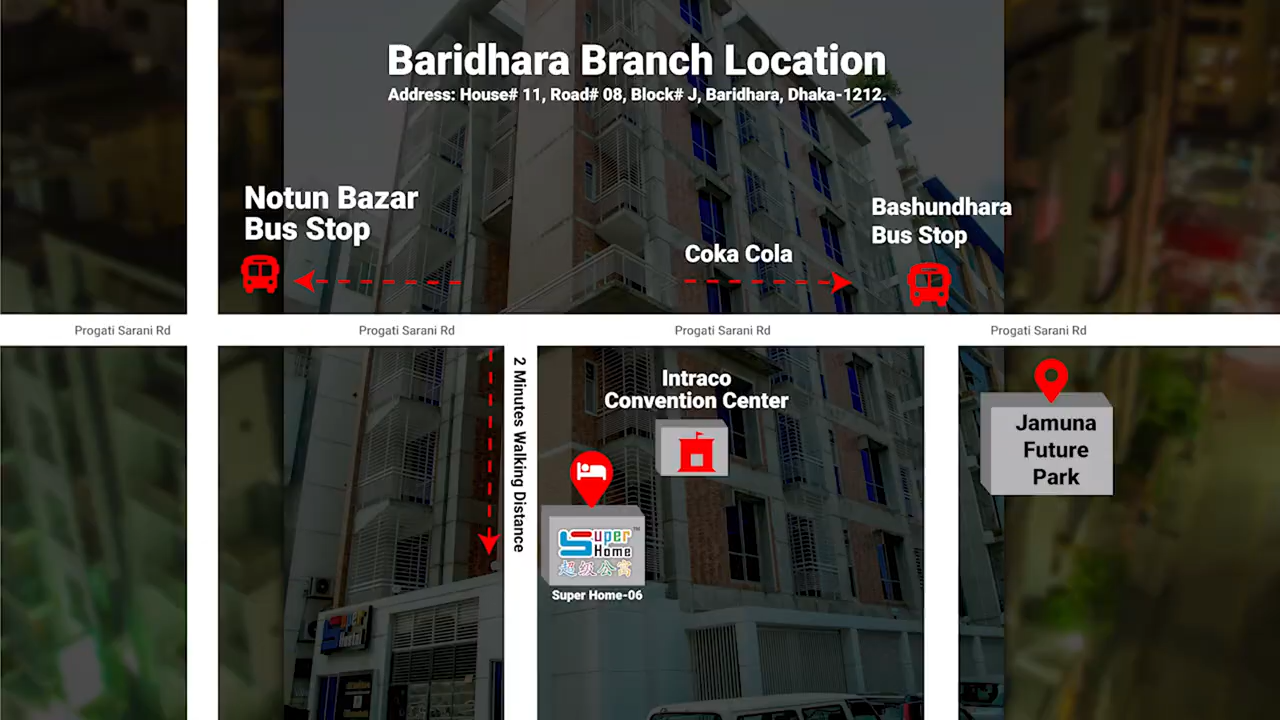 Baridhara Branch Location
Address: House# 11, Road# 08, Block# J, Baridhara, Dhaka-1212.
Notun Bazar
Bus Stop
Coka Cola
Bashundhara
Bus Stop
Progati Sarani Rd
Progati Sarani Rd
Progati Sarani Rd
Progati Sarani Rd
2 Minutes Walking Distance
Intraco
Convention Center
Jamuna
Future
Park
Super
Home
TM
超级公寓
Super Home-06
Super